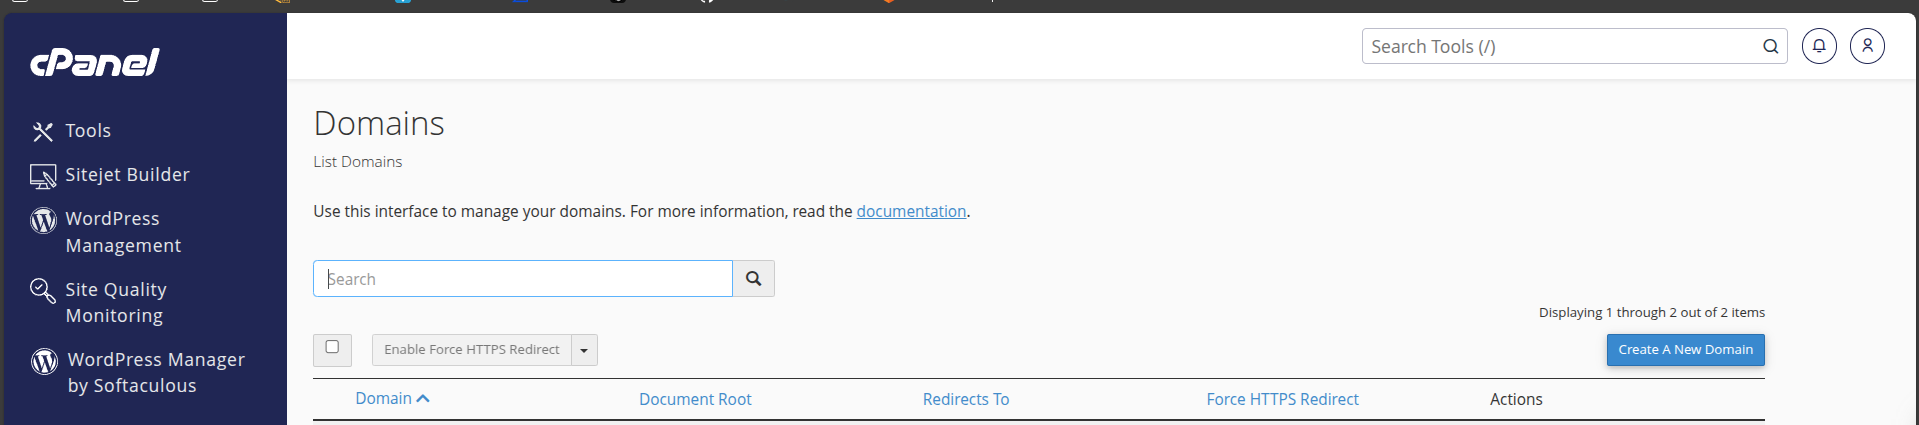 cPanel
Search Tools (/)
Tools
Sitejet Builder
WordPress
Management
Site Quality
Monitoring
WordPress Manager
by Softaculous
Domains
List Domains
Use this interface to manage your domains. For more information, read the documentation.
Search
Displaying 1 through 2 out of 2 items
Enable Force HTTPS Redirect
Create A New Domain
Domain
Document Root
Redirects To
Force HTTPS Redirect
Actions